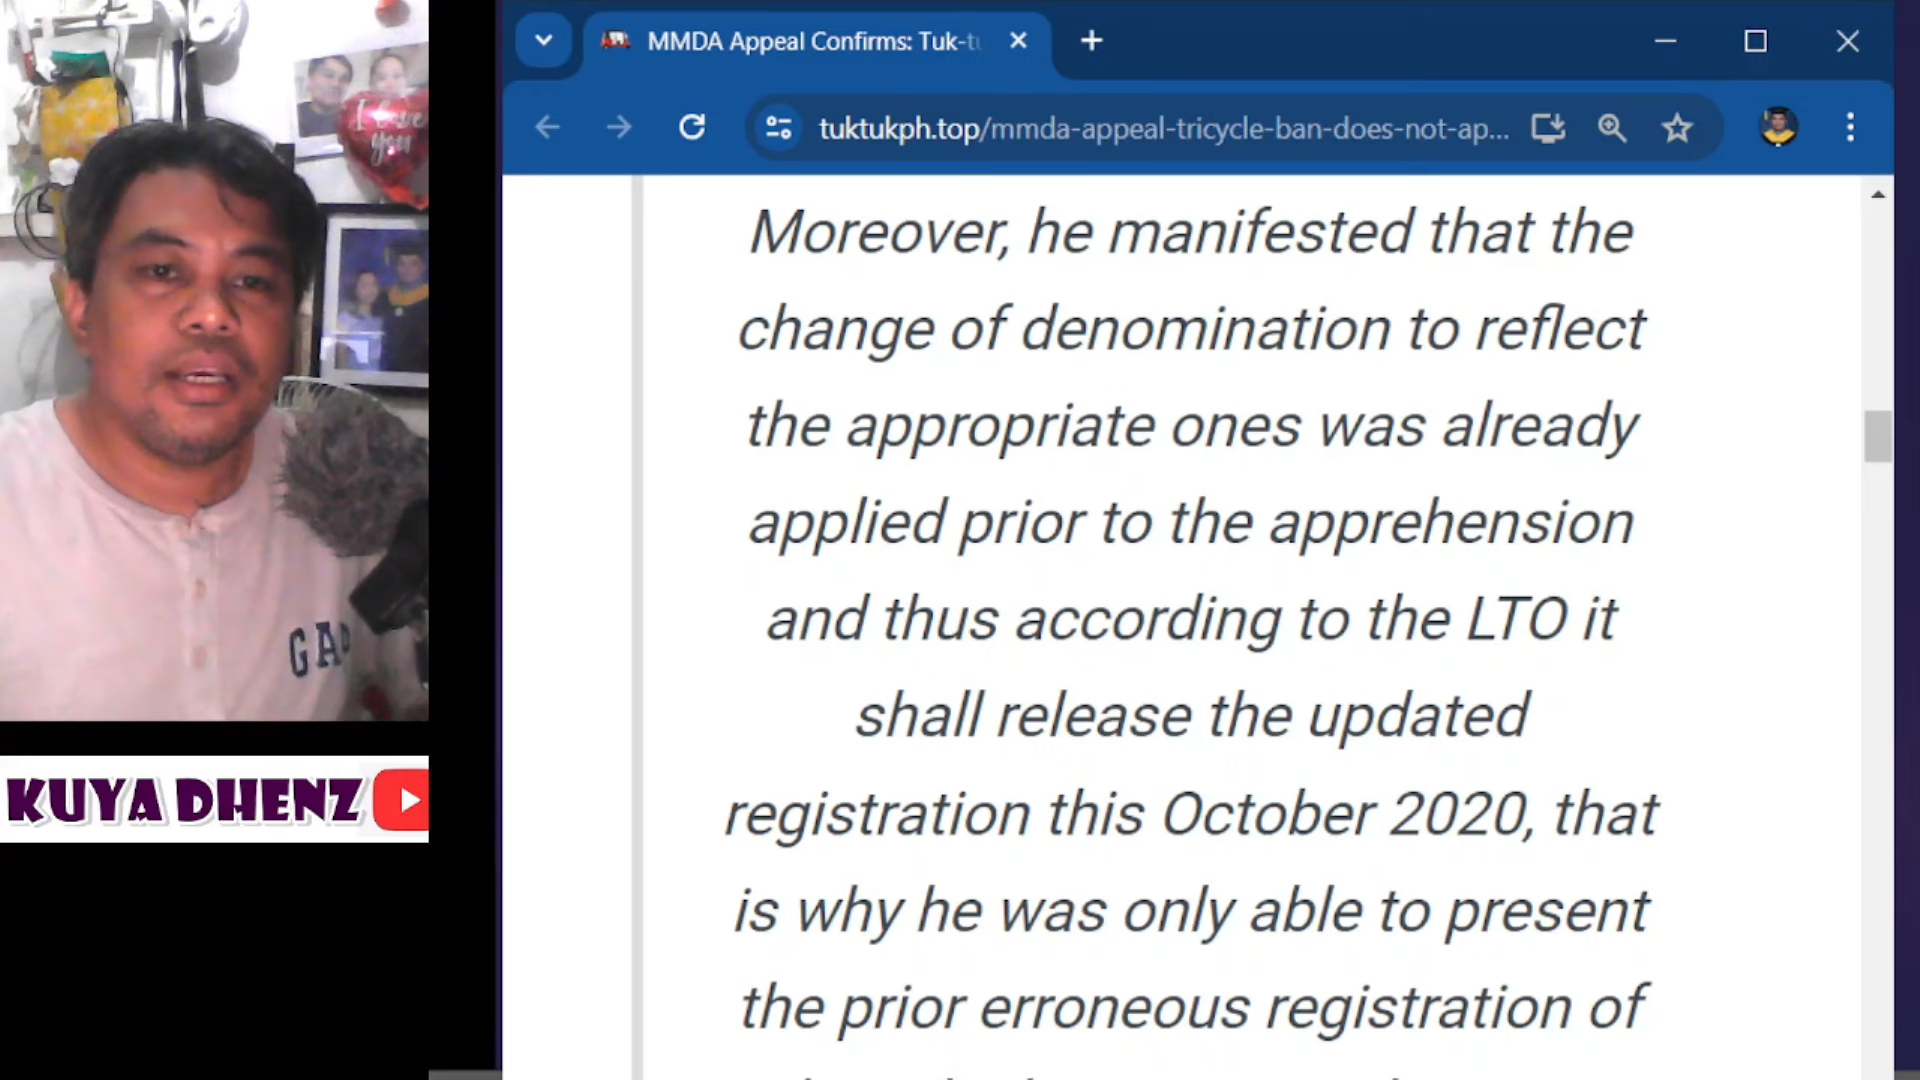 MMDA Appeal Confirms: Tuk-tu
tuktukph.top/mmda-appeal-tricycle-ban-does-not-ap...
I Love
you
Moreover, he manifested that the
change of denomination to reflect
the appropriate ones was already
applied prior to the apprehension
and thus according to the LTO it
shall release the updated
registration this October 2020, that
is why he was only able to present
the prior erroneous registration of
GAP
KUYA DHENZ